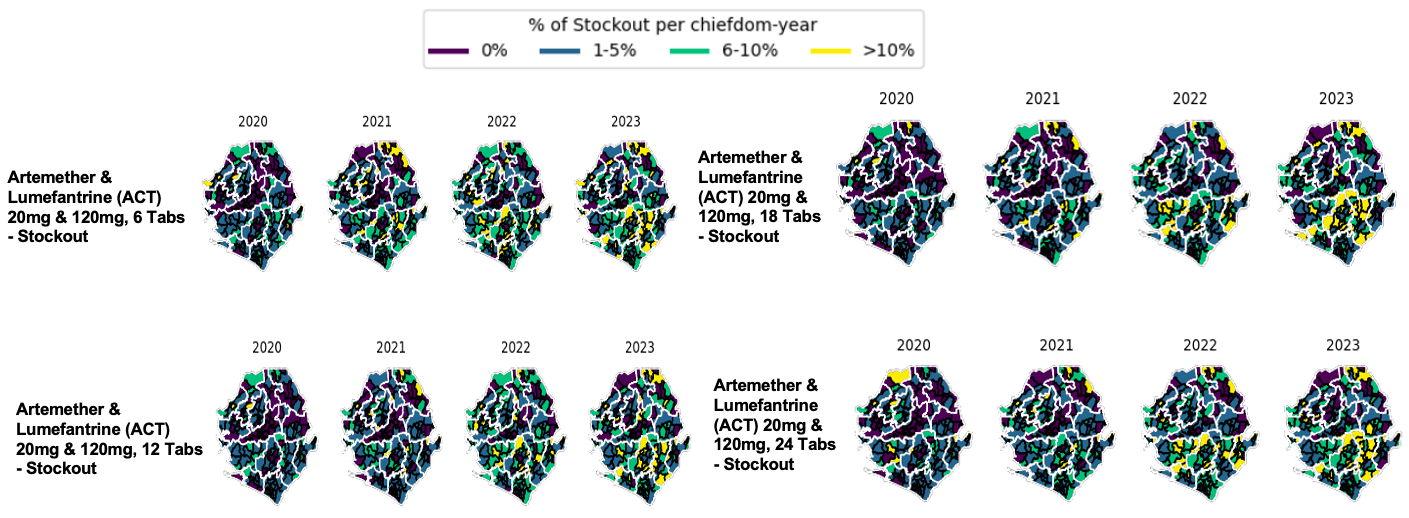 % of Stockout per chiefdom-year
0% 1-5% 6-10% >10%
2020 2021 2022 2023
Artemether &
Lumefantrine (ACT)
20mg & 120mg, 6 Tabs
- Stockout
2020 2021 2022 2023
Artemether &
Lumefantrine
(ACT) 20mg &
120mg, 18 Tabs
- Stockout
2020 2021 2022 2023
Artemether &
Lumefantrine (ACT)
20mg & 120mg, 12 Tabs
- Stockout
2020 2021 2022 2023
Artemether &
Lumefantrine
(ACT) 20mg &
120mg, 24 Tabs
- Stockout